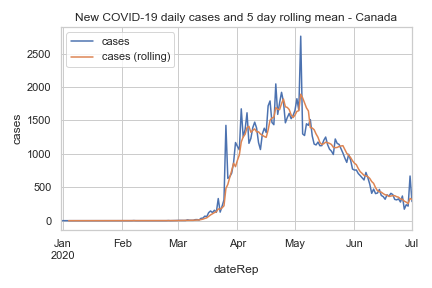 New COVID-19 daily cases and 5 day rolling mean - Canada
cases
cases (rolling)
2500
2000
1500
1000
500
0
cases
Jan
2020
Feb
Mar
Apr
May
Jun
Jul
dateRep